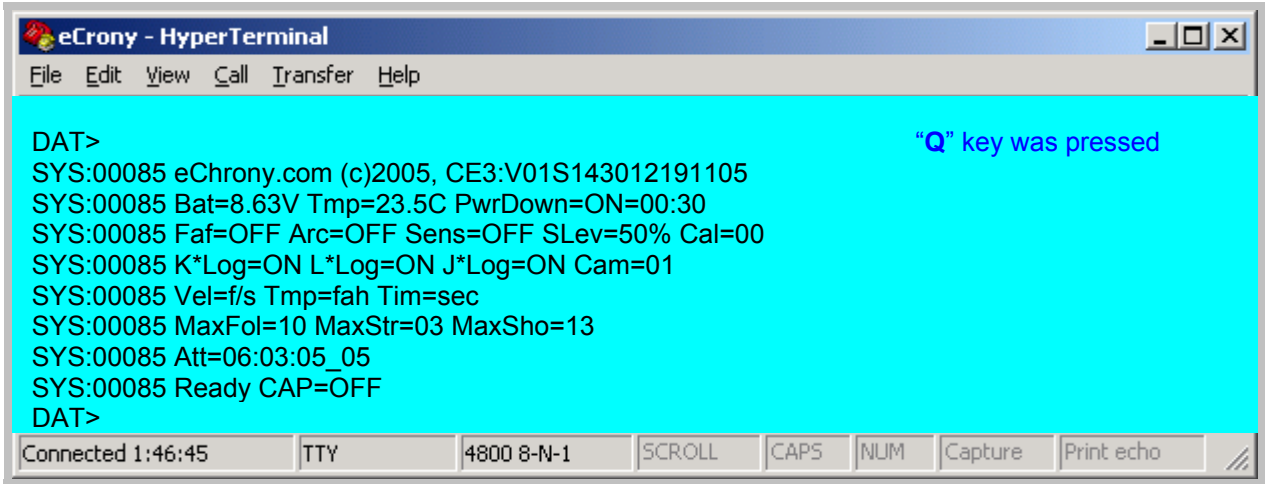 eCrony - HyperTerminal
File Edit View Call Transfer Help
DAT> “Q” key was pressed
SYS:00085 eChrony.com (c)2005, CE3:V01S143012191105
SYS:00085 Bat=8.63V Tmp=23.5C PwrDown=ON=00:30
SYS:00085 Faf=OFF Arc=OFF Sens=OFF SLev=50% Cal=00
SYS:00085 K*Log=ON L*Log=ON J*Log=ON Cam=01
SYS:00085 Vel=f/s Tmp=fah Tim=sec
SYS:00085 MaxFol=10 MaxStr=03 MaxSho=13
SYS:00085 Att=06:03:05_05
SYS:00085 Ready CAP=OFF
DAT>
Connected 1:46:45 TTY 4800 8-N-1 SCROLL CAPS NUM Capture Print echo